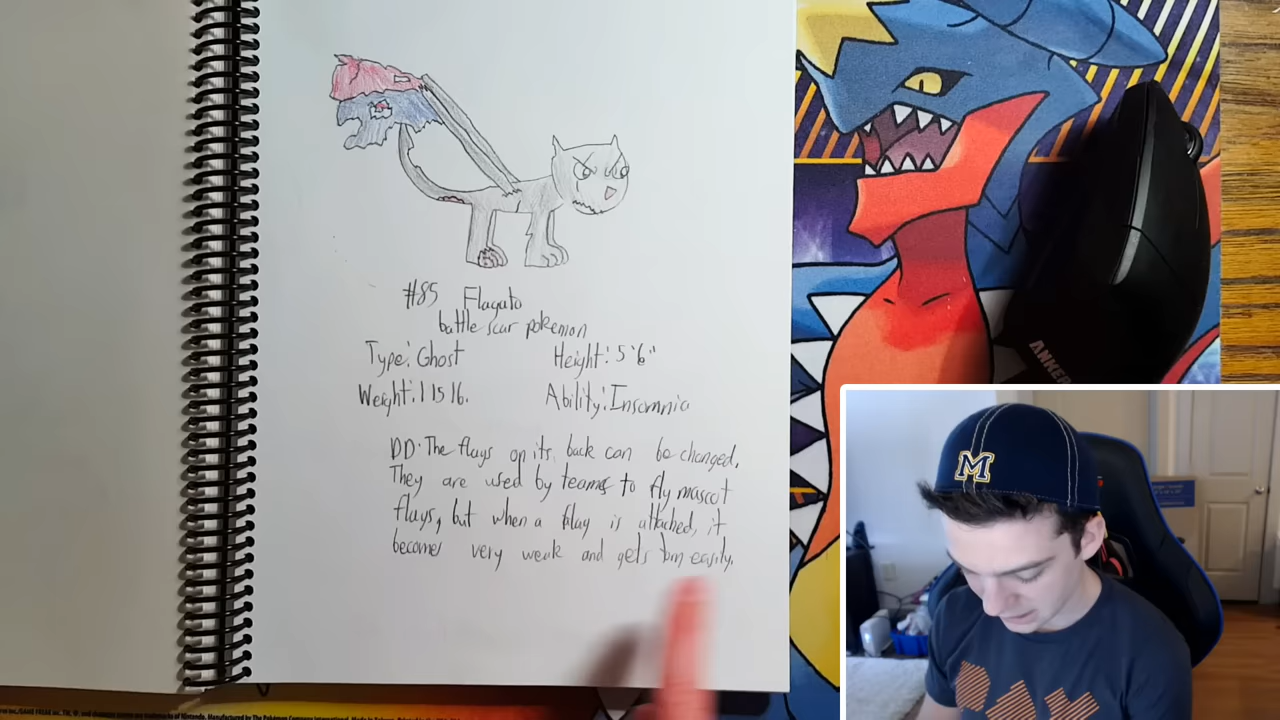 #85 Flagato
battle scar pokemon
Type: Ghost Height: 5'6"
Weight: 115 lb. Ability: Insomnia
DD: The flags on its back can be changed.
They are used by teams to fly mascot
flags, but when a flag is attached, it
becomes very weak and gets torn easily.
ANKER
M